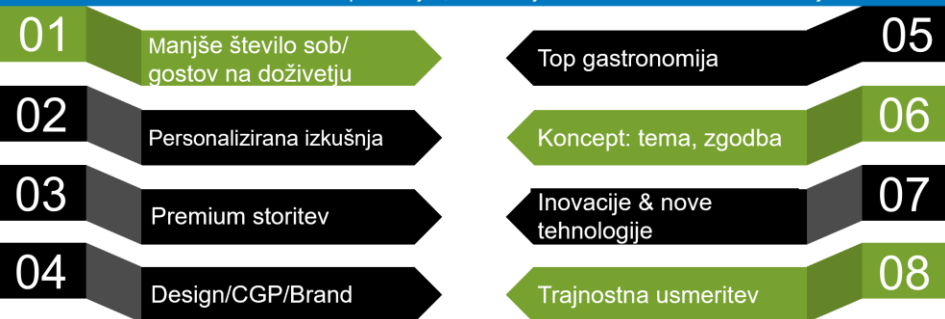 01
Manjše število sob/
gostov na doživetju
02
Personalizirana izkušnja
03
Premium storitev
04
Design/CGP/Brand
05
Top gastronomija
06
Koncept: tema, zgodba
07
Inovacije & nove
tehnologije
08
Trajnostna usmeritev